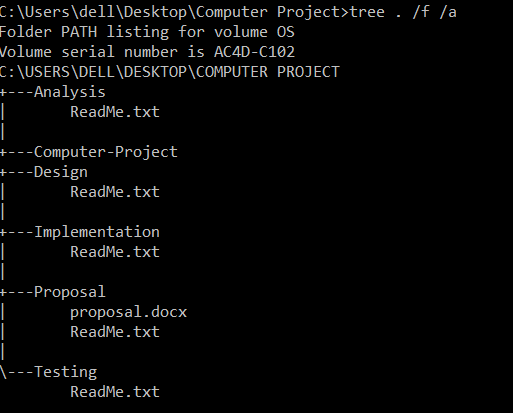 C:\Users\dell\Desktop\Computer Project>tree . /f /a
Folder PATH listing for volume OS
Volume serial number is AC4D-C102
C:\USERS\DELL\DESKTOP\COMPUTER PROJECT
+---Analysis
|       ReadMe.txt
|
+---Computer-Project
+---Design
|       ReadMe.txt
|
+---Implementation
|       ReadMe.txt
|
+---Proposal
|       proposal.docx
|       ReadMe.txt
|
\---Testing
        ReadMe.txt